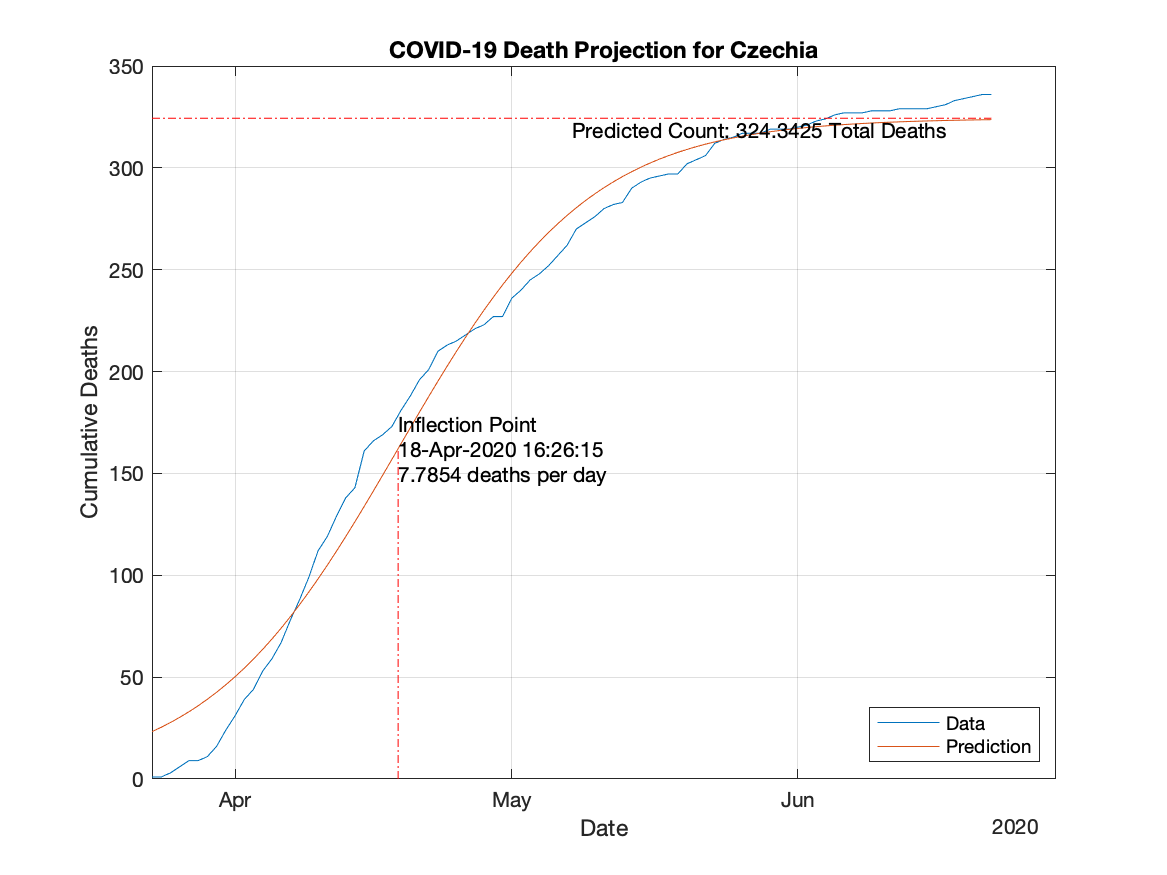 COVID-19 Death Projection for Czechia
350
300
250
200
150
100
50
0
Cumulative Deaths
Predicted Count: 324.3425 Total Deaths
Inflection Point
18-Apr-2020 16:26:15
7.7854 deaths per day
Data
Prediction
Apr
May
Jun
Date
2020